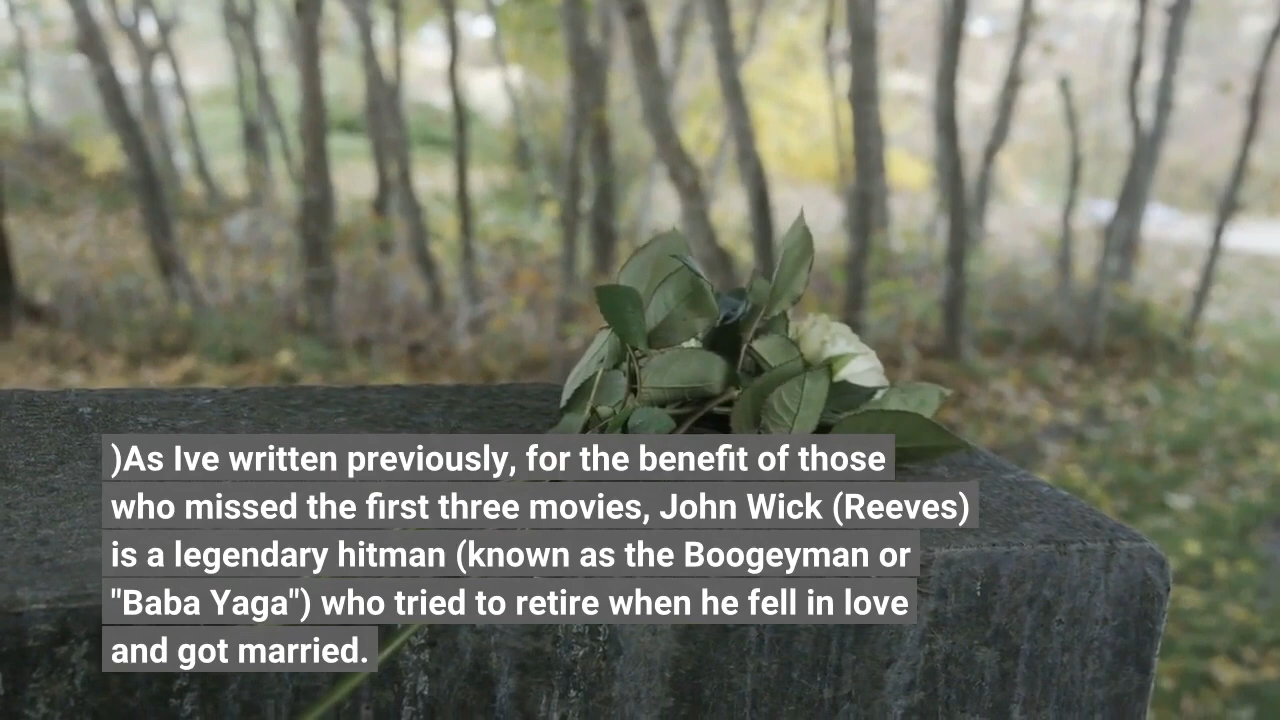 )As Ive written previously, for the benefit of those
who missed the first three movies, John Wick (Reeves)
is a legendary hitman (known as the Boogeyman or
"Baba Yaga") who tried to retire when he fell in love
and got married.